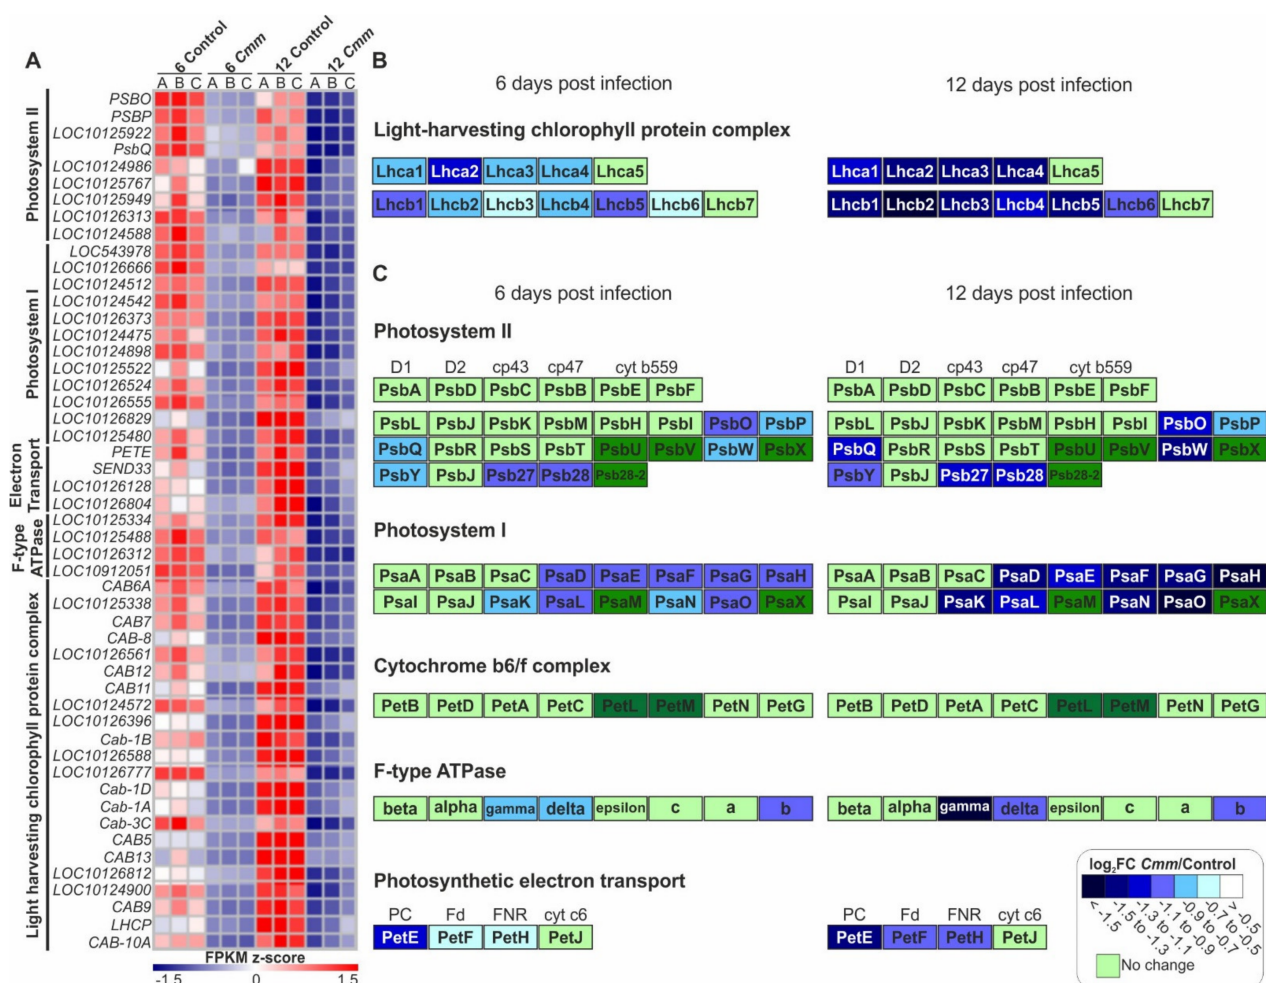 A
6 Control
6 Cmm
12 Control
12 Cmm
A B C A B C A B C A B C
Photosystem II
PSBO
PSBP
LOC10125922
PsbQ
LOC10124986
LOC10125767
LOC10125949
LOC10126313
LOC10124588
Photosystem I
LOC543978
LOC10126666
LOC10124512
LOC10124542
LOC10126373
LOC10124475
LOC10124898
LOC10125522
LOC10126524
LOC10126555
LOC10126829
LOC10125480
Electron
Transport
PETE
SEND33
LOC10126128
LOC10126804
F-type
ATPase
LOC10125334
LOC10125488
LOC10126312
LOC10912051
Light harvesting chlorophyll protein complex
CAB6A
LOC10125338
CAB7
CAB-8
LOC10126561
CAB12
CAB11
LOC10124572
LOC10126396
Cab-1B
LOC10126588
LOC10126777
Cab-1D
Cab-1A
Cab-3C
CAB5
CAB13
LOC10126812
LOC10124900
CAB9
LHCP
CAB-10A
FPKM z-score
-1.5 0 1.5
B
6 days post infection 12 days post infection
Light-harvesting chlorophyll protein complex
Lhca1 Lhca2 Lhca3 Lhca4 Lhca5 Lhca1 Lhca2 Lhca3 Lhca4 Lhca5
Lhcb1 Lhcb2 Lhcb3 Lhcb4 Lhcb5 Lhcb6 Lhcb7 Lhcb1 Lhcb2 Lhcb3 Lhcb4 Lhcb5 Lhcb6 Lhcb7
C
6 days post infection 12 days post infection
Photosystem II
D1 D2 cp43 cp47 cyt b559 D1 D2 cp43 cp47 cyt b559
PsbA PsbD PsbC PsbB PsbE PsbF PsbA PsbD PsbC PsbB PsbE PsbF
PsbL PsbJ PsbK PsbM PsbH PsbI PsbO PsbP PsbL PsbJ PsbK PsbM PsbH PsbI PsbO PsbP
PsbQ PsbR PsbS PsbT PsbU PsbV PsbW PsbX PsbQ PsbR PsbS PsbT PsbU PsbV PsbW PsbX
PsbY PsbJ Psb27 Psb28 Psb28-2 PsbY PsbJ Psb27 Psb28 Psb28-2
Photosystem I
PsaA PsaB PsaC PsaD PsaE PsaF PsaG PsaH PsaA PsaB PsaC PsaD PsaE PsaF PsaG PsaH
PsaI PsaJ PsaK PsaL PsaM PsaN PsaO PsaX PsaI PsaJ PsaK PsaL PsaM PsaN PsaO PsaX
Cytochrome b6/f complex
PetB PetD PetA PetC PetL PetM PetN PetG PetB PetD PetA PetC PetL PetM PetN PetG
F-type ATPase
beta alpha gamma delta epsilon c a b beta alpha gamma delta epsilon c a b
Photosynthetic electron transport
PC Fd FNR cyt c6 PC Fd FNR cyt c6
PetE PetF PetH PetJ PetE PetF PetH PetJ
log₂FC Cmm/Control
< -1.5
-1.5 to -1.3
-1.3 to -1.1
-1.1 to -0.9
-0.9 to -0.7
-0.7 to -0.5
> -0.5
No change